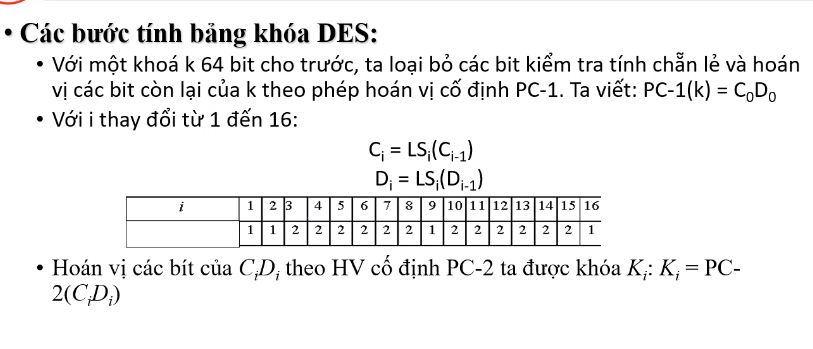 • Các bước tính bảng khóa DES:
• Với một khoá k 64 bit cho trước, ta loại bỏ các bit kiểm tra tính chẵn lẻ và hoán
vị các bit còn lại của k theo phép hoán vị cố định PC-1. Ta viết: PC-1(k) = C₀D₀
• Với i thay đổi từ 1 đến 16:
Cᵢ = LSᵢ(Cᵢ₋₁)
Dᵢ = LSᵢ(Dᵢ₋₁)
i 1 2 3 4 5 6 7 8 9 10 11 12 13 14 15 16
1 1 2 2 2 2 2 2 1 2 2 2 2 2 2 1
• Hoán vị các bít của CᵢDᵢ theo HV cố định PC-2 ta được khóa Kᵢ: Kᵢ = PC-
2(CᵢDᵢ)